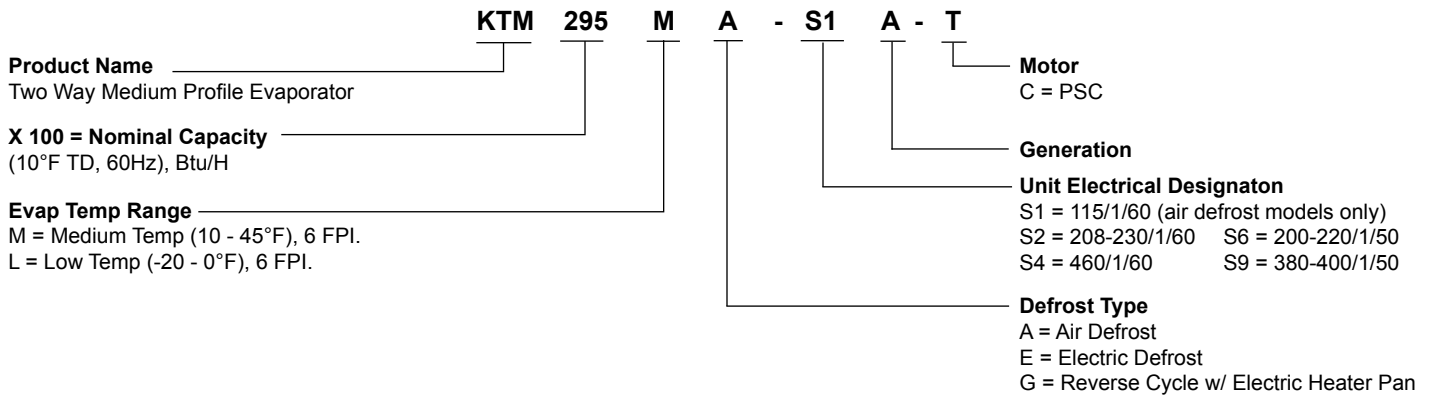 KTM 295 M A - S1 A - T
Product Name
Two Way Medium Profile Evaporator
X 100 = Nominal Capacity
(10°F TD, 60Hz), Btu/H
Evap Temp Range
M = Medium Temp (10 - 45°F), 6 FPI.
L = Low Temp (-20 - 0°F), 6 FPI.
Motor
C = PSC
Generation
Unit Electrical Designaton
S1 = 115/1/60 (air defrost models only)
S2 = 208-230/1/60 S6 = 200-220/1/50
S4 = 460/1/60 S9 = 380-400/1/50
Defrost Type
A = Air Defrost
E = Electric Defrost
G = Reverse Cycle w/ Electric Heater Pan